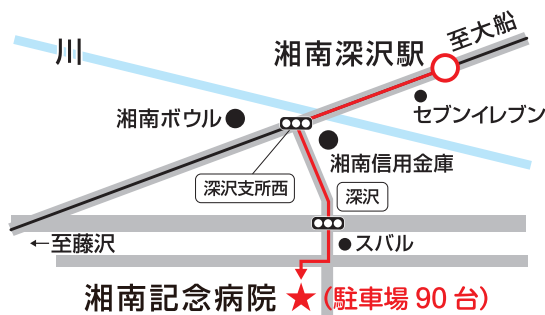 至大船
川
湘南深沢駅
セブンイレブン
湘南ボウル
湘南信用金庫
深沢支所西
深沢
←至藤沢
スバル
湘南記念病院 ★(駐車場90台)